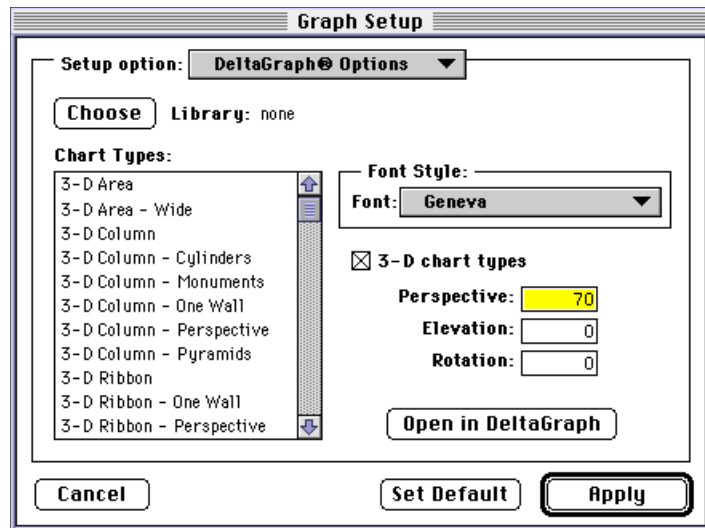 Graph Setup
Setup option: DeltaGraph® Options
Choose Library: none
Chart Types:
3-D Area
3-D Area - Wide
3-D Column
3-D Column - Cylinders
3-D Column - Monuments
3-D Column - One Wall
3-D Column - Perspective
3-D Column - Pyramids
3-D Ribbon
3-D Ribbon - One Wall
3-D Ribbon - Perspective
Font Style:
Font: Geneva
3-D chart types
Perspective: 70
Elevation: 0
Rotation: 0
Open in DeltaGraph
Cancel Set Default Apply